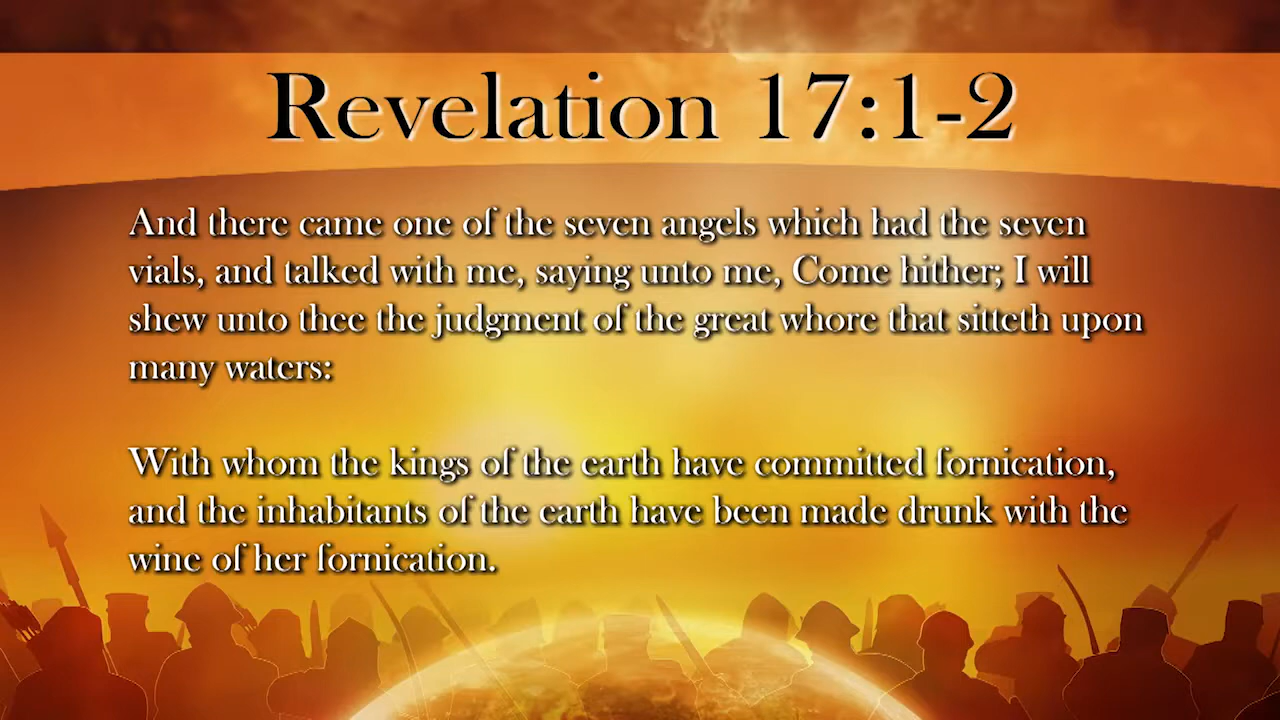 Revelation 17:1-2
And there came one of the seven angels which had the seven
vials, and talked with me, saying unto me, Come hither; I will
shew unto thee the judgment of the great whore that sitteth upon
many waters:
With whom the kings of the earth have committed fornication,
and the inhabitants of the earth have been made drunk with the
wine of her fornication.